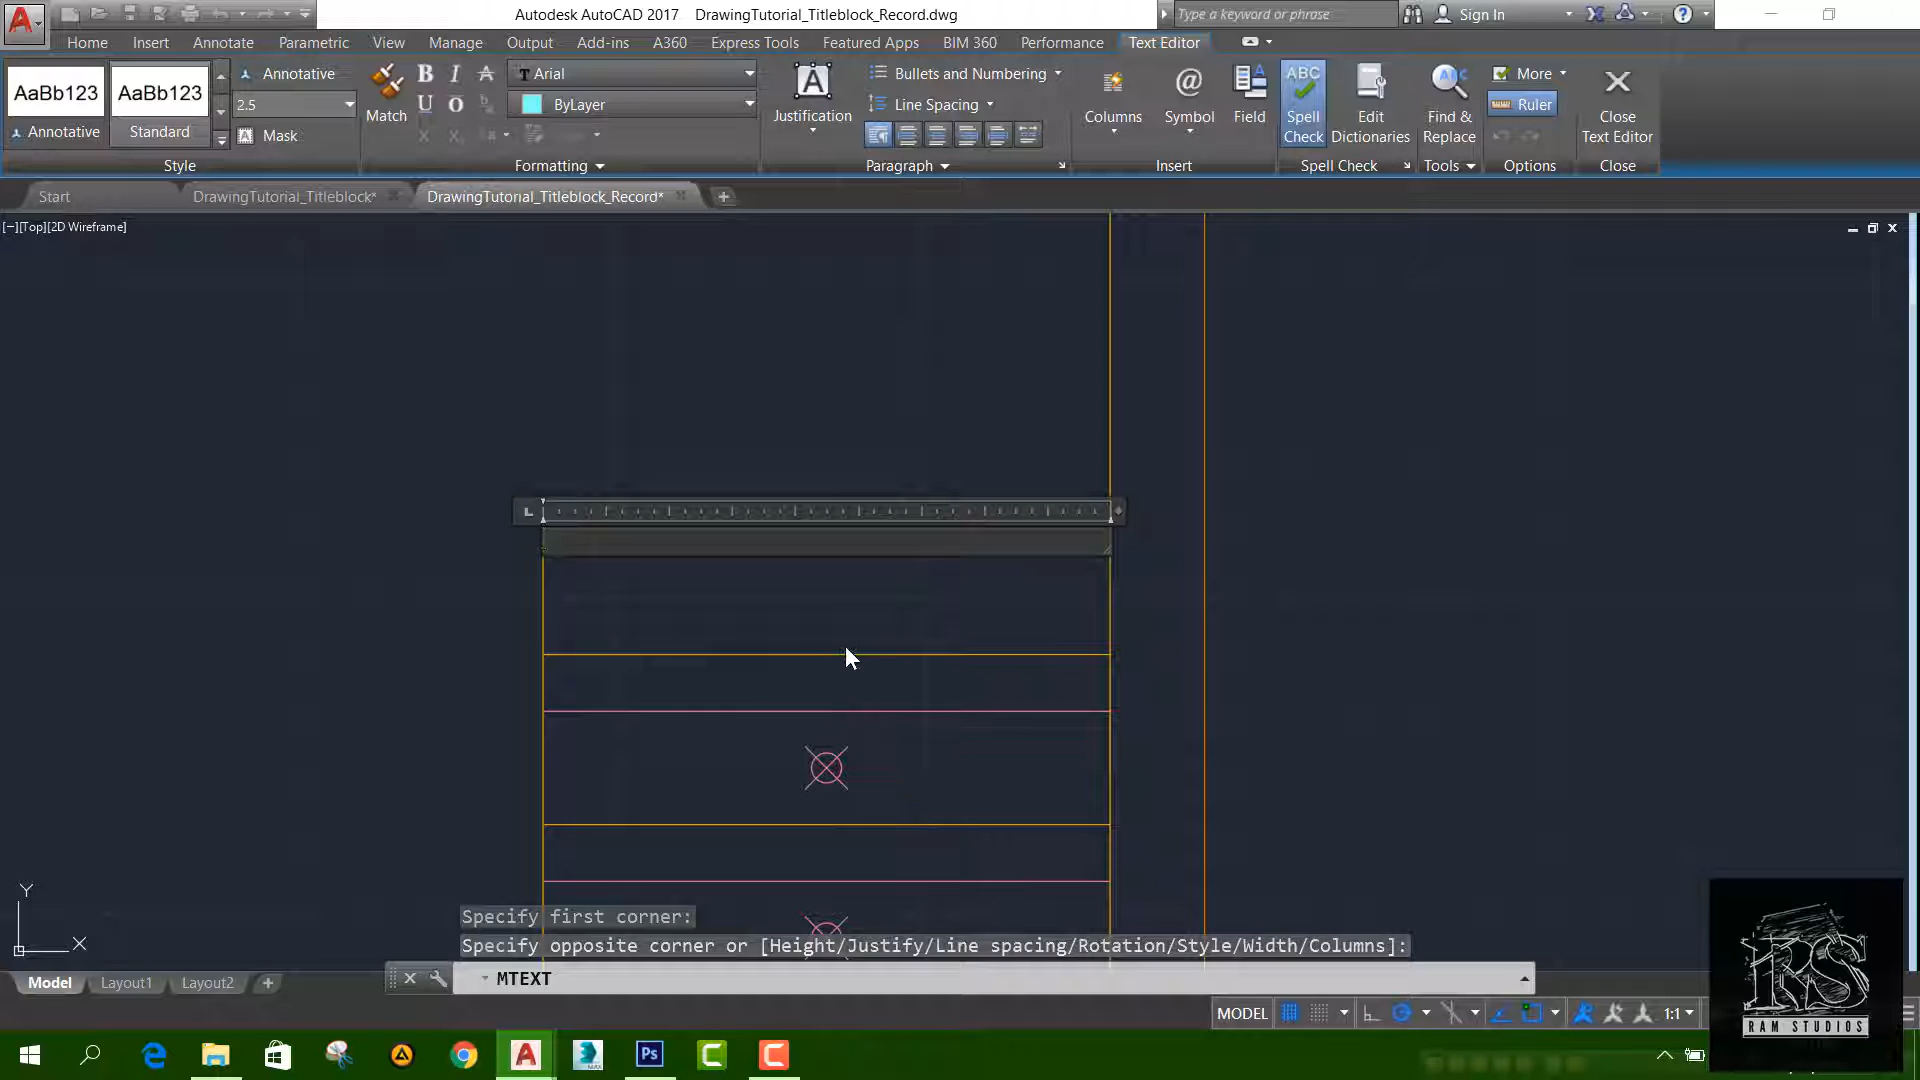 Autodesk AutoCAD 2017 DrawingTutorial_Titleblock_Record.dwg
Type a keyword or phrase
Sign In
Home Insert Annotate Parametric View Manage Output Add-ins A360 Express Tools Featured Apps BIM 360 Performance Text Editor
AaBb123 AaBb123
Annotative Standard
Annotative
2.5
Mask
Style
Match
B I A
U O
Arial
ByLayer
Formatting
Justification
Bullets and Numbering
Line Spacing
Paragraph
Columns Symbol Field
Insert
ABC
Spell
Check
Edit
Dictionaries
Spell Check
ABC
Find &
Replace
Tools
More
Ruler
Options
Close
Text Editor
Close
Start DrawingTutorial_Titleblock* DrawingTutorial_Titleblock_Record*
[−][Top][2D Wireframe]
Y
X
Specify first corner:
Specify opposite corner or [Height/Justify/Line spacing/Rotation/Style/Width/Columns]:
MTEXT
Model Layout1 Layout2
MODEL
1:1
RS
RAM STUDIOS
Ps